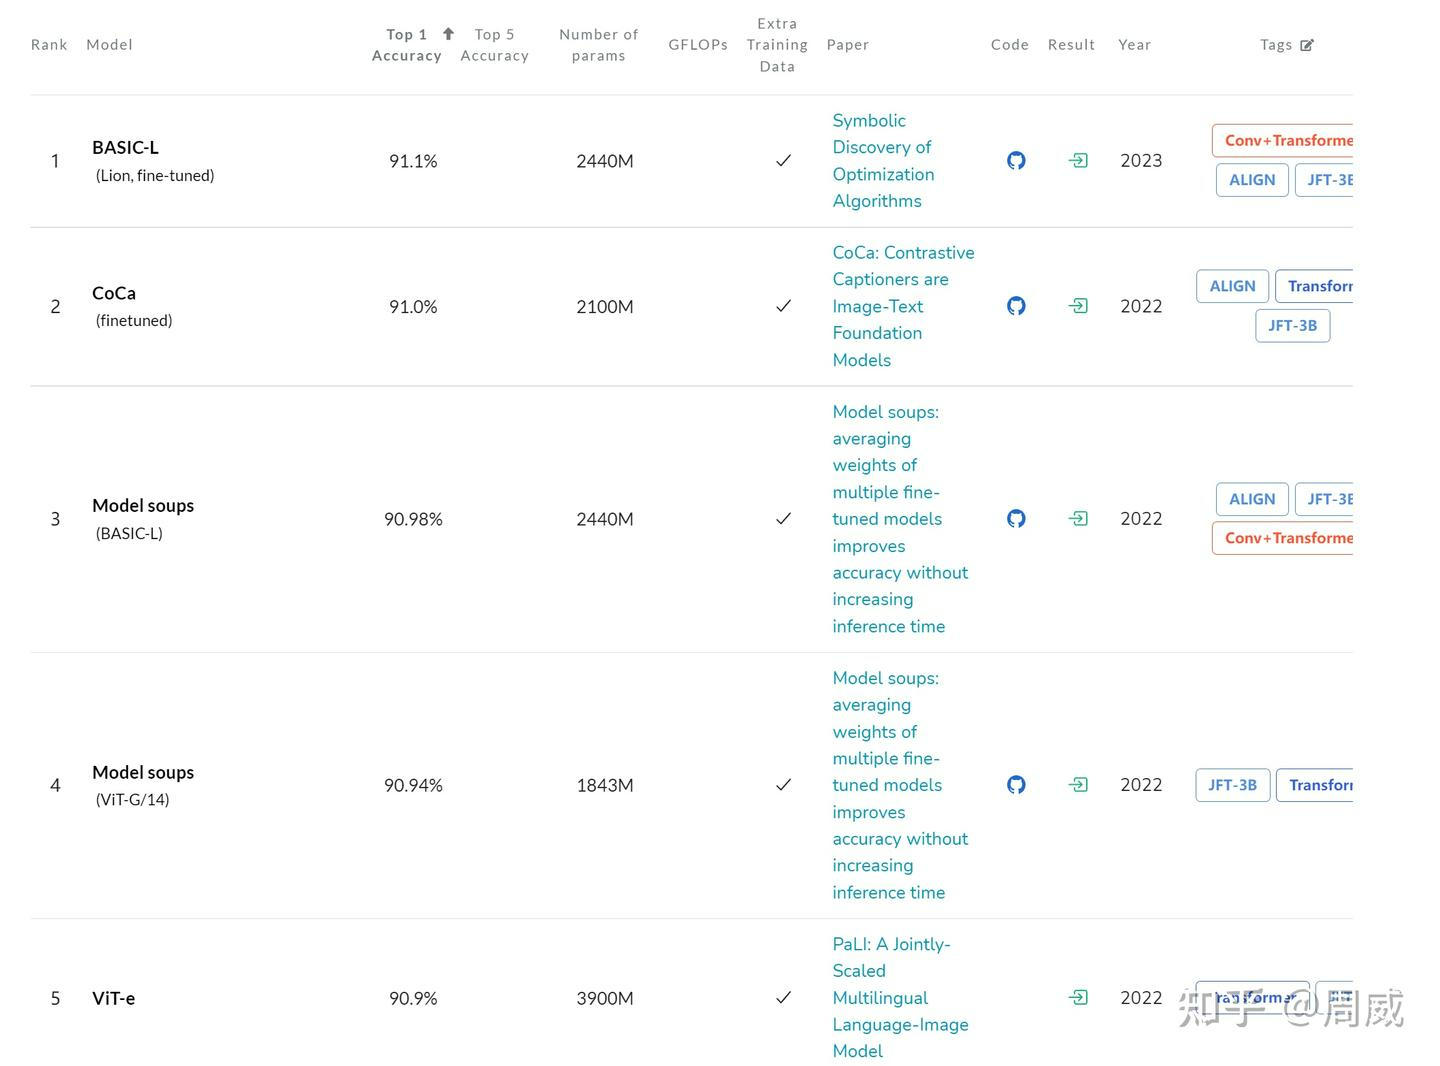 Rank Model Top 1 Accuracy Top 5 Accuracy Number of params GFLOPs Extra Training Data Paper Code Result Year Tags
1
BASIC-L
(Lion, fine-tuned)
91.1%
2440M
Symbolic
Discovery of
Optimization
Algorithms
2023
Conv+Transforme
ALIGN JFT-3B
2
CoCa
(finetuned)
91.0%
2100M
CoCa: Contrastive
Captioners are
Image-Text
Foundation
Models
2022
ALIGN Transform
JFT-3B
3
Model soups
(BASIC-L)
90.98%
2440M
Model soups:
averaging
weights of
multiple fine-
tuned models
improves
accuracy without
increasing
inference time
2022
ALIGN JFT-3B
Conv+Transforme
4
Model soups
(ViT-G/14)
90.94%
1843M
Model soups:
averaging
weights of
multiple fine-
tuned models
improves
accuracy without
increasing
inference time
2022
JFT-3B Transform
5
ViT-e
90.9%
3900M
PaLI: A Jointly-
Scaled
Multilingual
Language-Image
Model
2022
Transformer
知乎 @周威